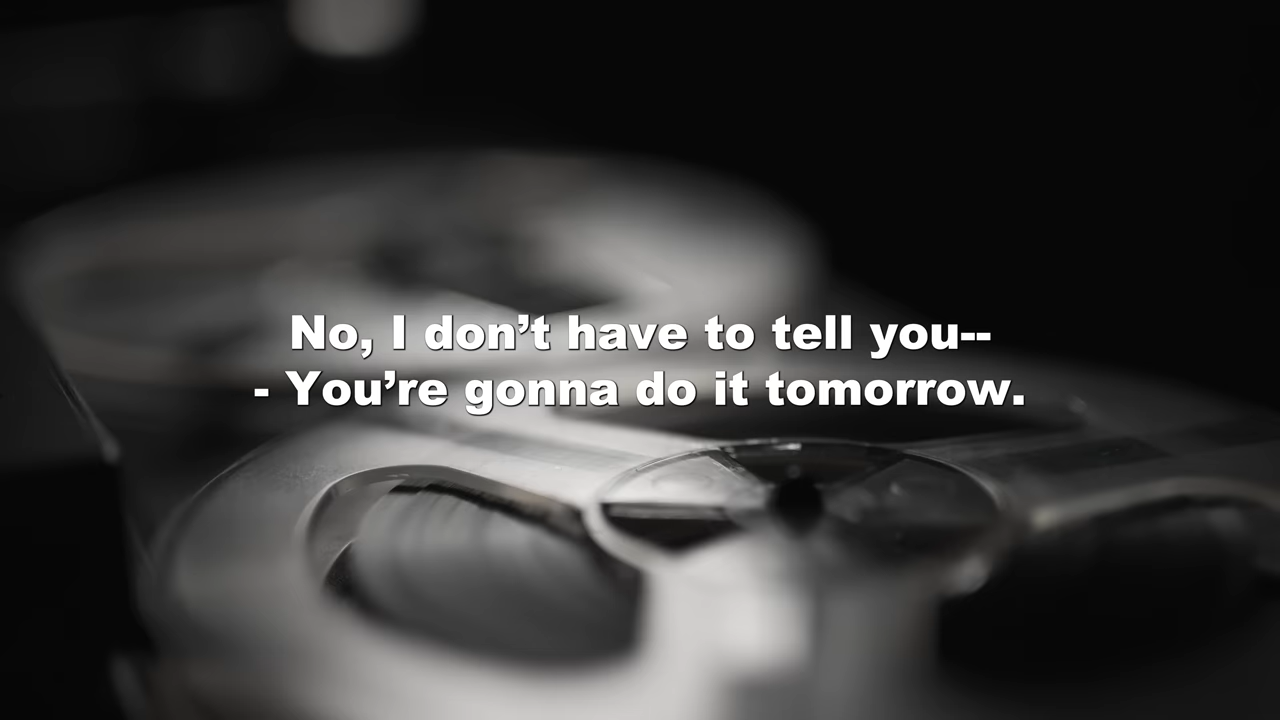 No, I don’t have to tell you--
- You’re gonna do it tomorrow.